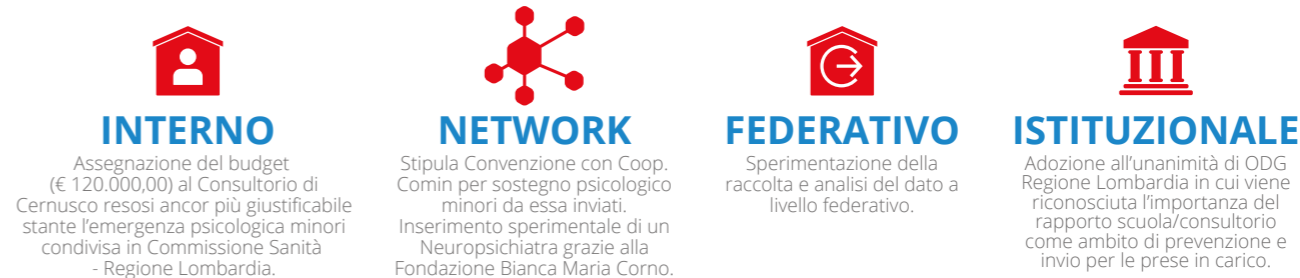 INTERNO
Assegnazione del budget
(€ 120.000,00) al Consultorio di
Cernusco resosi ancor più giustificabile
stante l'emergenza psicologica minori
condivisa in Commissione Sanità
- Regione Lombardia.
NETWORK
Stipula Convenzione con Coop.
Comin per sostegno psicologico
minori da essa inviati.
Inserimento sperimentale di un
Neuropsichiatra grazie alla
Fondazione Bianca Maria Corno.
FEDERATIVO
Sperimentazione della
raccolta e analisi del dato a
livello federativo.
ISTITUZIONALE
Adozione all'unanimità di ODG
Regione Lombardia in cui viene
riconosciuta l'importanza del
rapporto scuola/consultorio
come ambito di prevenzione e
invio per le prese in carico.